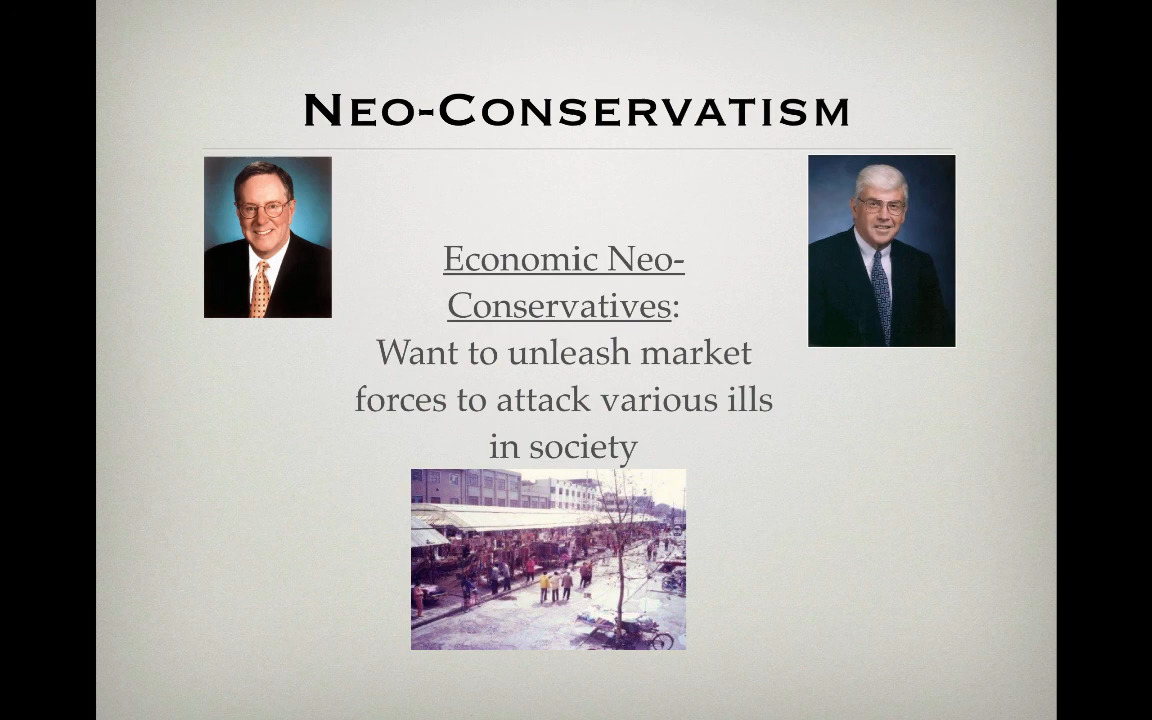 Neo-Conservatism
Economic Neo-
Conservatives:
Want to unleash market
forces to attack various ills
in society